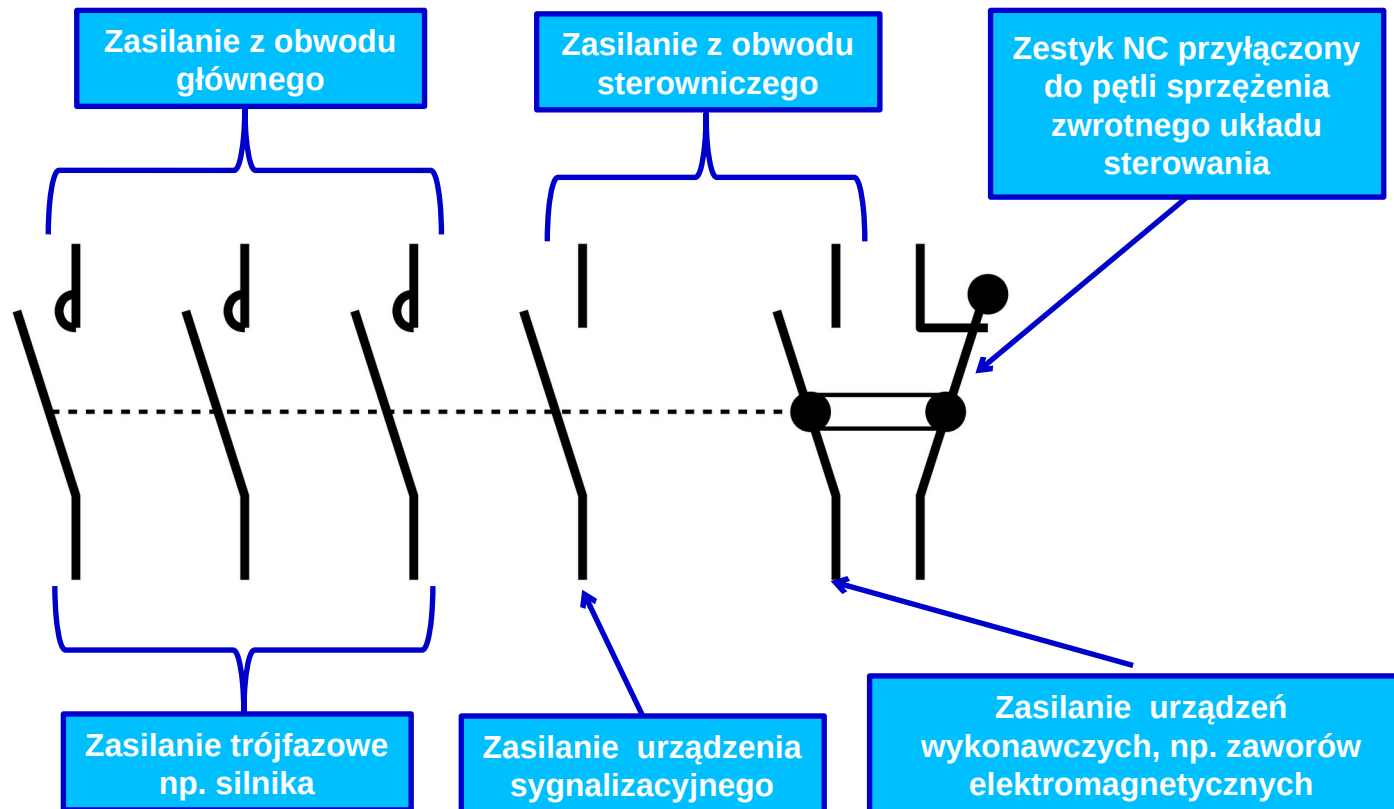 Zasilanie z obwodu
głównego
Zasilanie z obwodu
sterowniczego
Zestyk NC przyłączony
do pętli sprzężenia
zwrotnego układu
sterowania
Zasilanie trójfazowe
np. silnika
Zasilanie urządzenia
sygnalizacyjnego
Zasilanie urządzeń
wykonawczych, np. zaworów
elektromagnetycznych